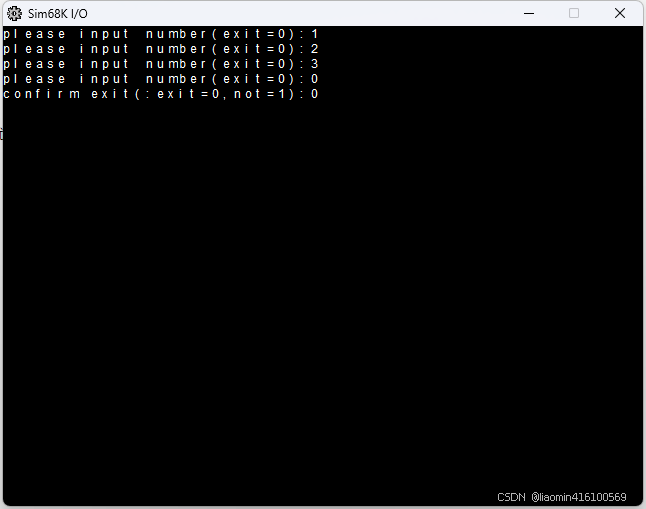 Sim68K I/O
please input number(exit=0):1
please input number(exit=0):2
please input number(exit=0):3
please input number(exit=0):0
confirm exit(:exit=0,not=1):0
CSDN @liaomin416100569